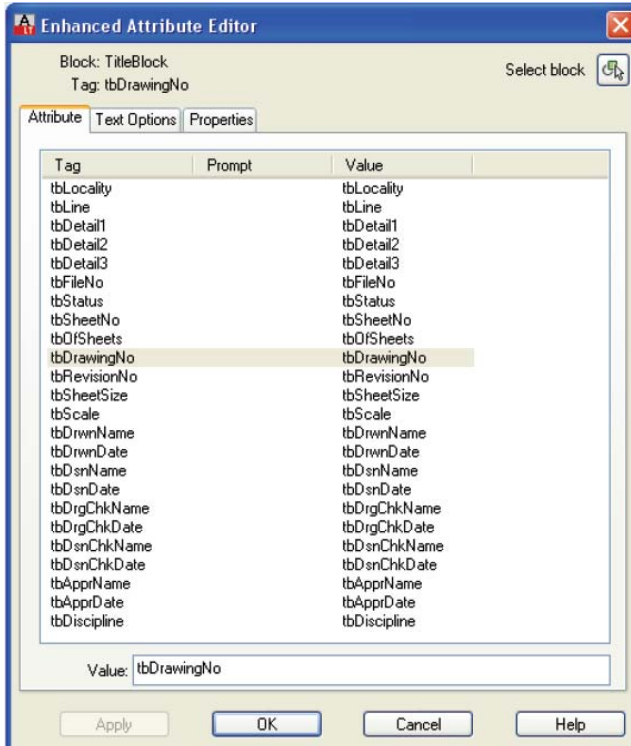 A LT Enhanced Attribute Editor
Block: TitleBlock
Tag: tbDrawingNo
Select block
Attribute Text Options Properties
Tag Prompt Value
tbLocality tbLocality
tbLine tbLine
tbDetail1 tbDetail1
tbDetail2 tbDetail2
tbDetail3 tbDetail3
tbFileNo tbFileNo
tbStatus tbStatus
tbSheetNo tbSheetNo
tbOfSheets tbOfSheets
tbDrawingNo tbDrawingNo
tbRevisionNo tbRevisionNo
tbSheetSize tbSheetSize
tbScale tbScale
tbDrwnName tbDrwnName
tbDrwnDate tbDrwnDate
tbDsnName tbDsnName
tbDsnDate tbDsnDate
tbDrgChkName tbDrgChkName
tbDrgChkDate tbDrgChkDate
tbDsnChkName tbDsnChkName
tbDsnChkDate tbDsnChkDate
tbApprName tbApprName
tbApprDate tbApprDate
tbDiscipline tbDiscipline
Value: tbDrawingNo
Apply OK Cancel Help